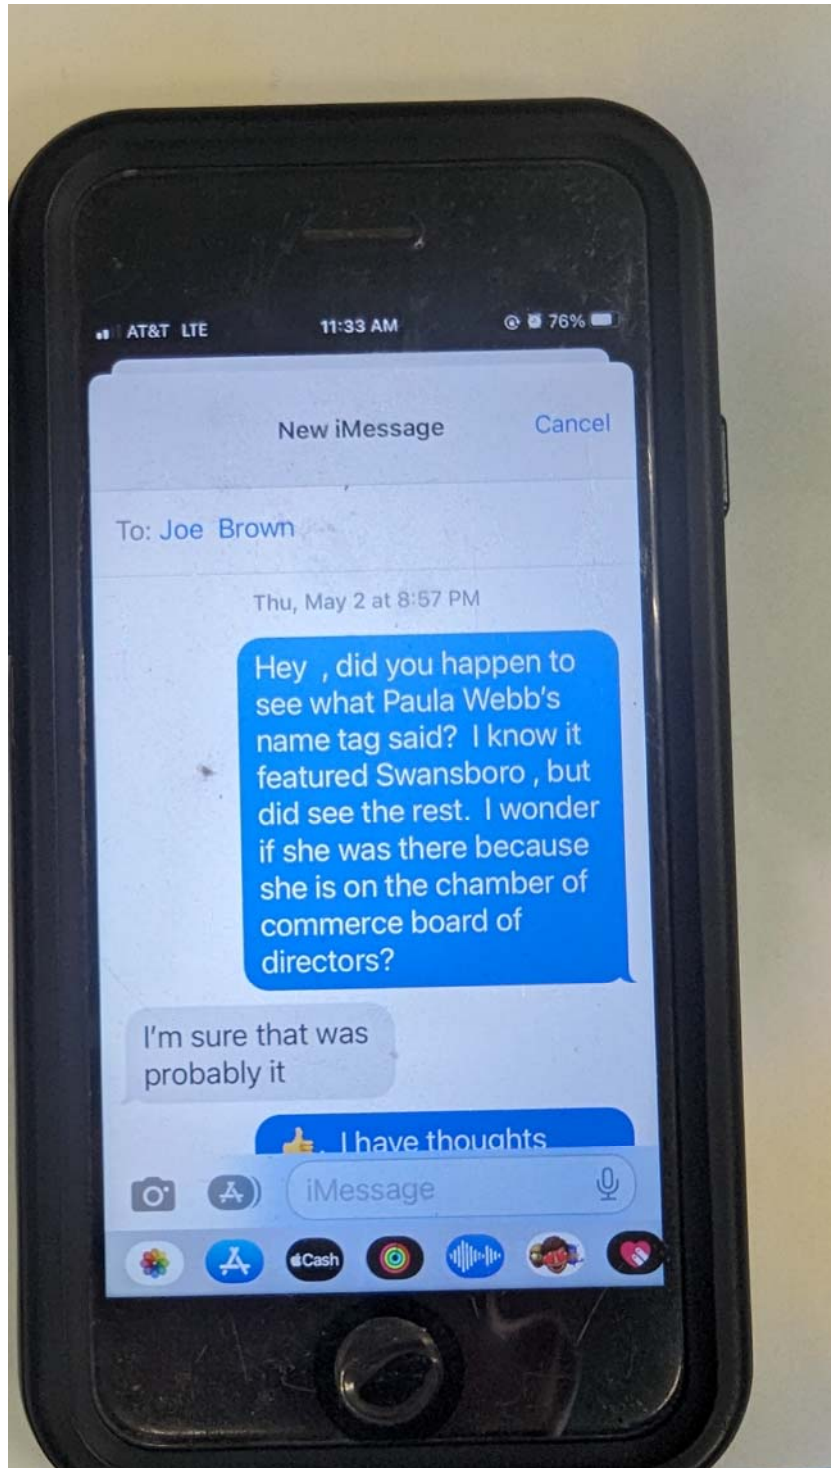 AT&T LTE 11:33 AM 76%
New iMessage Cancel
To: Joe Brown
Thu, May 2 at 8:57 PM
Hey , did you happen to
see what Paula Webb's
name tag said? I know it
featured Swansboro , but
did see the rest. I wonder
if she was there because
she is on the chamber of
commerce board of
directors?
I'm sure that was
probably it
👍. I have thoughts
iMessage
Cash